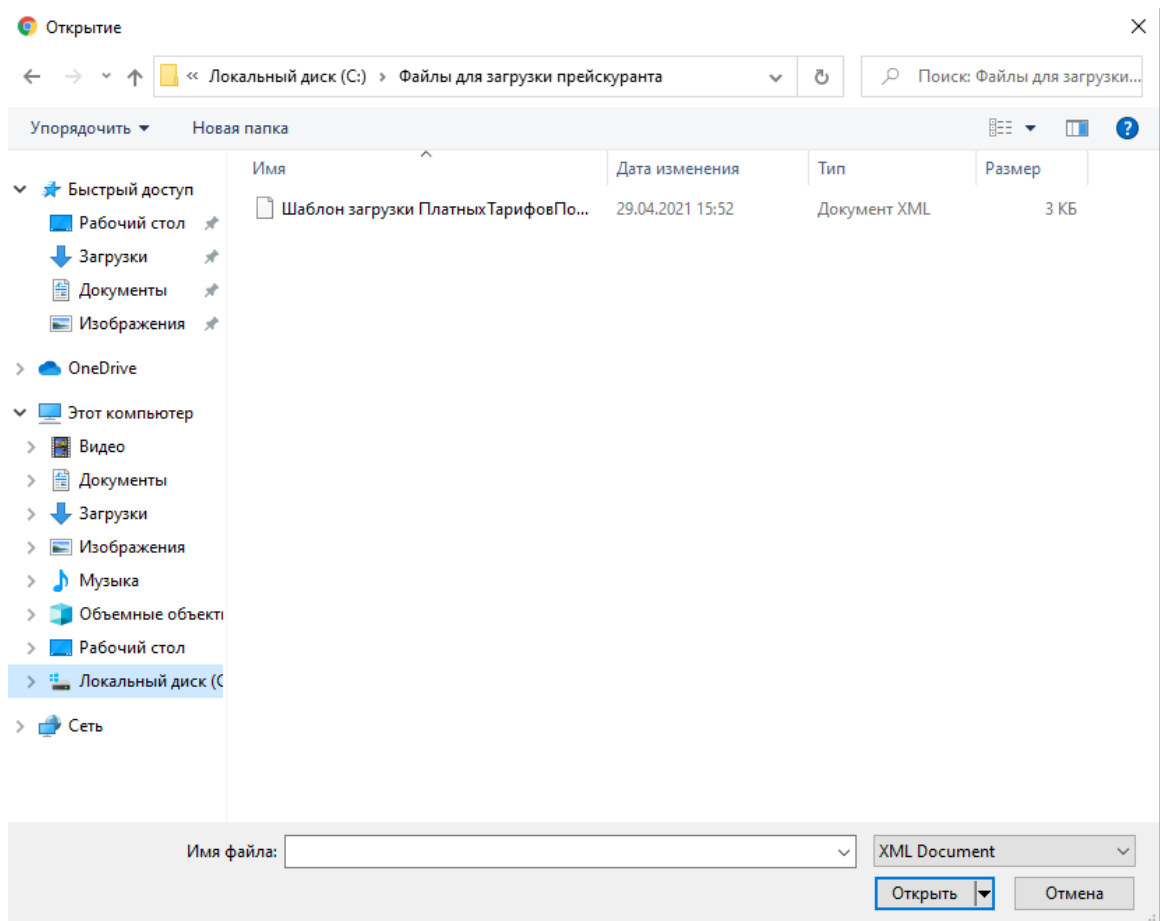 Открытие
« Локальный диск (C:) › Файлы для загрузки прейскуранта
Поиск: Файлы для загрузки...
Упорядочить
Новая папка
Имя
Дата изменения
Тип
Размер
Шаблон загрузки ПлатныхТарифовПо...
29.04.2021 15:52
Документ XML
3 КБ
Быстрый доступ
Рабочий стол
Загрузки
Документы
Изображения
OneDrive
Этот компьютер
Видео
Документы
Загрузки
Изображения
Музыка
Объемные объекты
Рабочий стол
Локальный диск (C
Сеть
Имя файла:
XML Document
Открыть
Отмена